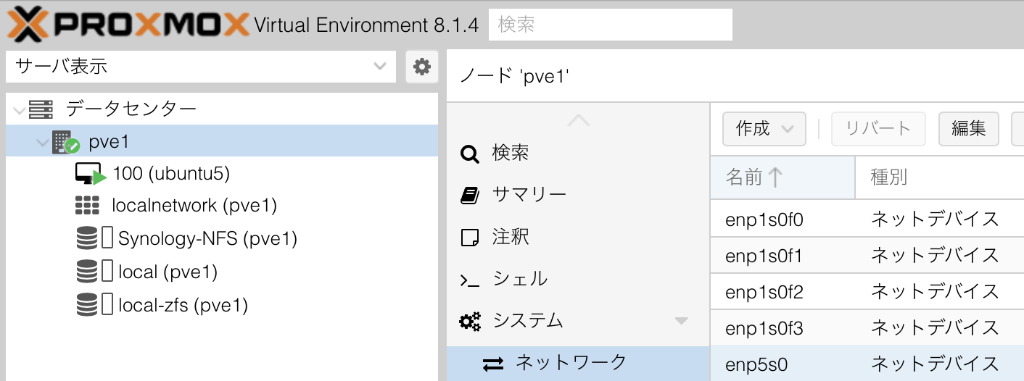 PROXMOX Virtual Environment 8.1.4 検索
サーバ表示
ノード 'pve1'
データセンター
pve1
100 (ubuntu5)
localnetwork (pve1)
Synology-NFS (pve1)
local (pve1)
local-zfs (pve1)
検索
サマリー
注釈
シェル
システム
ネットワーク
作成 リバート 編集
名前 種別
enp1s0f0 ネットデバイス
enp1s0f1 ネットデバイス
enp1s0f2 ネットデバイス
enp1s0f3 ネットデバイス
enp5s0 ネットデバイス